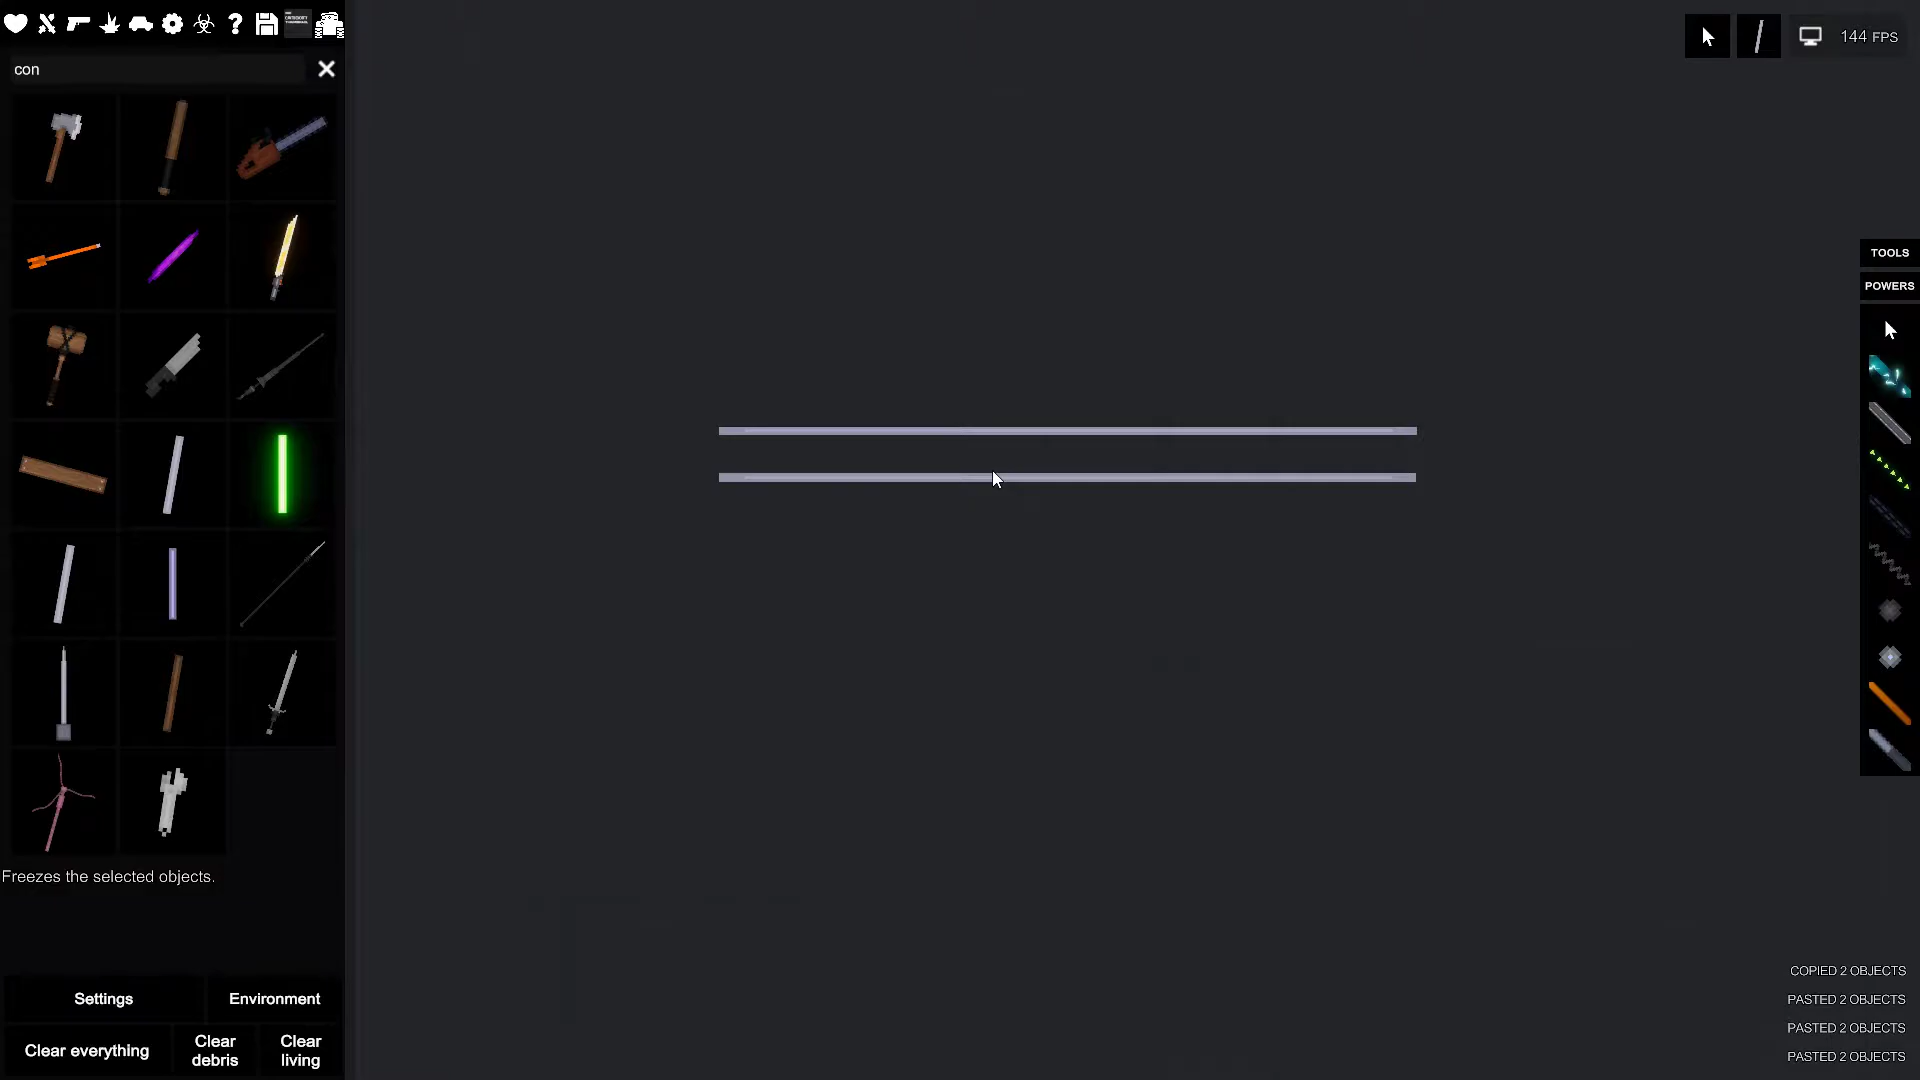 144 FPS
con
TOOLS
POWERS
Freezes the selected objects.
Settings
Environment
Clear everything
Clear debris
Clear living
COPIED 2 OBJECTS
PASTED 2 OBJECTS
PASTED 2 OBJECTS
PASTED 2 OBJECTS